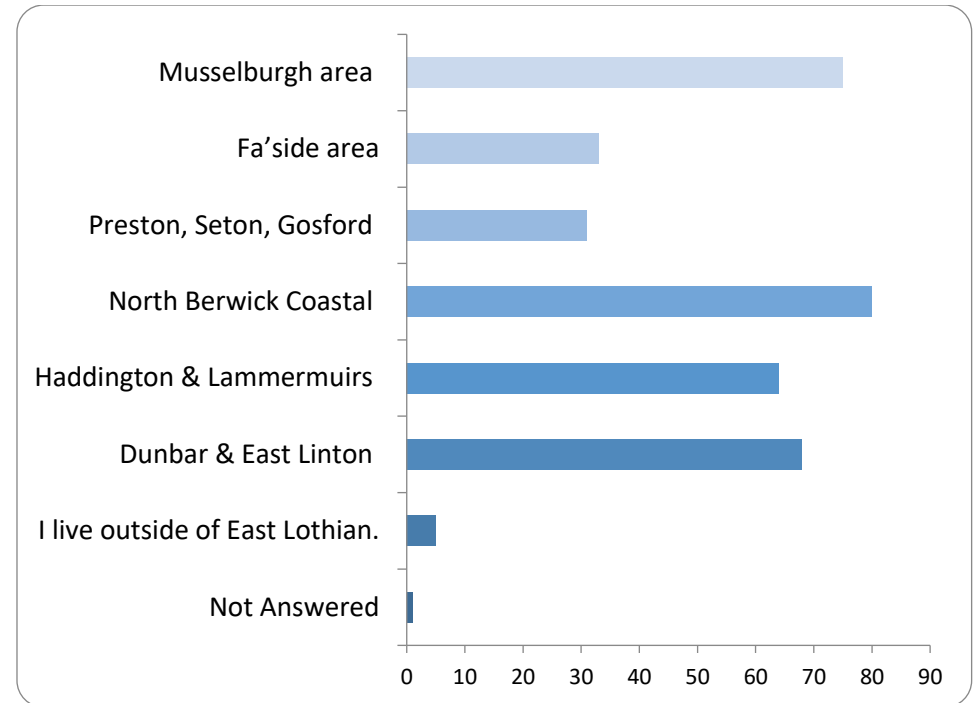 Musselburgh area
Fa’side area
Preston, Seton, Gosford
North Berwick Coastal
Haddington & Lammermuirs
Dunbar & East Linton
I live outside of East Lothian.
Not Answered
0 10 20 30 40 50 60 70 80 90